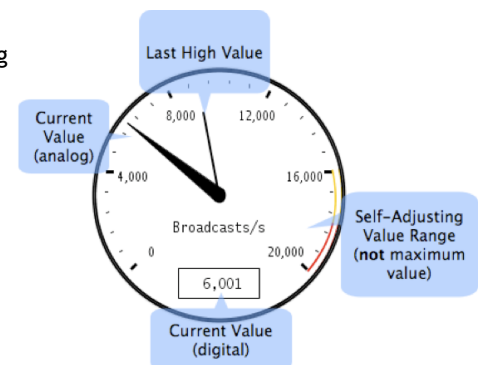 g
Last High Value
Current
Value
(analog)
8,000
12,000
4,000
16,000
Broadcasts/s
Self-Adjusting
Value Range
(not maximum
value)
0
20,000
6,001
Current Value
(digital)